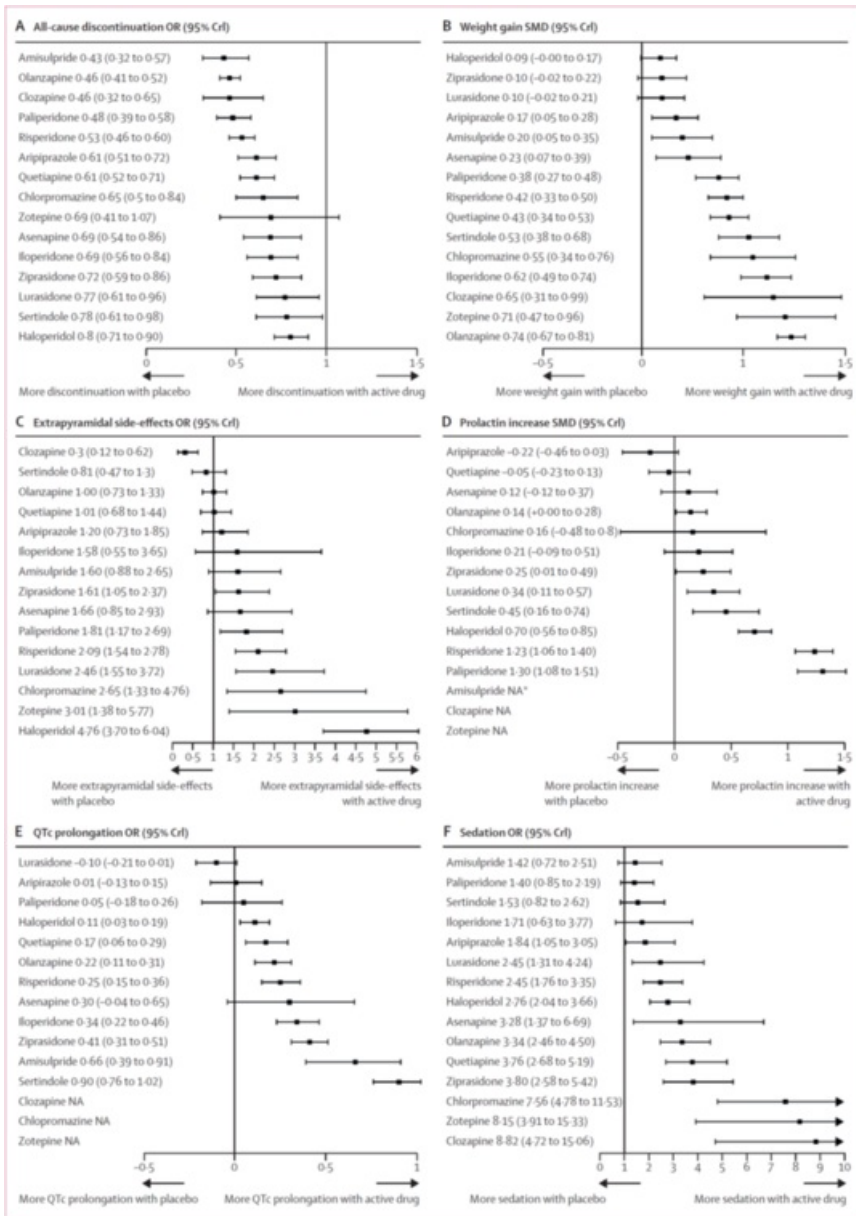 A All-cause discontinuation OR (95% CrI)
Amisulpride 0·43 (0·32 to 0·57)
Olanzapine 0·46 (0·41 to 0·52)
Clozapine 0·46 (0·32 to 0·65)
Paliperidone 0·48 (0·39 to 0·58)
Risperidone 0·53 (0·46 to 0·60)
Aripiprazole 0·61 (0·51 to 0·72)
Quetiapine 0·61 (0·52 to 0·71)
Chlorpromazine 0·65 (0·5 to 0·84)
Zotepine 0·69 (0·41 to 1·07)
Asenapine 0·69 (0·54 to 0·86)
Iloperidone 0·69 (0·56 to 0·84)
Ziprasidone 0·72 (0·59 to 0·86)
Lurasidone 0·77 (0·61 to 0·96)
Sertindole 0·78 (0·61 to 0·98)
Haloperidol 0·8 (0·71 to 0·90)
0 0·5 1 1·5
More discontinuation with placebo More discontinuation with active drug
B Weight gain SMD (95% CrI)
Haloperidol 0·09 (–0·00 to 0·17)
Ziprasidone 0·10 (–0·02 to 0·22)
Lurasidone 0·10 (–0·02 to 0·21)
Aripiprazole 0·17 (0·05 to 0·28)
Amisulpride 0·20 (0·05 to 0·35)
Asenapine 0·23 (0·07 to 0·39)
Paliperidone 0·38 (0·27 to 0·48)
Risperidone 0·42 (0·33 to 0·50)
Quetiapine 0·43 (0·34 to 0·53)
Sertindole 0·53 (0·38 to 0·68)
Chlopromazine 0·55 (0·34 to 0·76)
Iloperidone 0·62 (0·49 to 0·74)
Clozapine 0·65 (0·31 to 0·99)
Zotepine 0·71 (0·47 to 0·96)
Olanzapine 0·74 (0·67 to 0·81)
–0·5 0 1 1·5
More weight gain with placebo More weight gain with active drug
C Extrapyramidal side-effects OR (95% CrI)
Clozapine 0·3 (0·12 to 0·62)
Sertindole 0·81 (0·47 to 1·3)
Olanzapine 1·00 (0·73 to 1·33)
Quetiapine 1·01 (0·68 to 1·44)
Aripiprazole 1·20 (0·73 to 1·85)
Iloperidone 1·58 (0·55 to 3·65)
Amisulpride 1·60 (0·88 to 2·65)
Ziprasidone 1·61 (1·05 to 2·37)
Asenapine 1·66 (0·85 to 2·93)
Paliperidone 1·81 (1·17 to 2·69)
Risperidone 2·09 (1·54 to 2·78)
Lurasidone 2·46 (1·55 to 3·72)
Chlorpromazine 2·65 (1·33 to 4·76)
Zotepine 3·01 (1·38 to 5·77)
Haloperidol 4·76 (3·70 to 6·04)
0 0·5 1 1·5 2 2·5 3 3·5 4 4·5 5 5·5 6
More extrapyramidal side-effects More extrapyramidal side-effects
with placebo with active drug
D Prolactin increase SMD (95% CrI)
Aripiprazole –0·22 (–0·46 to 0·03)
Quetiapine –0·05 (–0·23 to 0·13)
Asenapine 0·12 (–0·12 to 0·37)
Olanzapine 0·14 (+0·00 to 0·28)
Chlorpromazine 0·16 (–0·48 to 0·8)
Iloperidone 0·21 (–0·09 to 0·51)
Ziprasidone 0·25 (0·01 to 0·49)
Lurasidone 0·34 (0·11 to 0·57)
Sertindole 0·45 (0·16 to 0·74)
Haloperidol 0·70 (0·56 to 0·85)
Risperidone 1·23 (1·06 to 1·40)
Paliperidone 1·30 (1·08 to 1·51)
Amisulpride NA*
Clozapine NA
Zotepine NA
–0·5 0 0·5 1 1·5
More prolactin increase More prolactin increase with
with placebo active drug
E QTc prolongation OR (95% CrI)
Lurasidone –0·10 (–0·21 to 0·01)
Aripirazole 0·01 (–0·13 to 0·15)
Paliperidone 0·05 (–0·18 to 0·26)
Haloperidol 0·11 (0·03 to 0·19)
Quetiapine 0·17 (0·06 to 0·29)
Olanzapine 0·22 (0·11 to 0·31)
Risperidone 0·25 (0·15 to 0·36)
Asenapine 0·30 (–0·04 to 0·65)
Iloperidone 0·34 (0·22 to 0·46)
Ziprasidone 0·41 (0·31 to 0·51)
Amisulpride 0·66 (0·39 to 0·91)
Sertindole 0·90 (0·76 to 1·02)
Clozapine NA
Chlopromazine NA
Zotepine NA
–0·5 0 0·5 1
More QTc prolongation with placebo More QTc prolongation with active drug
F Sedation OR (95% CrI)
Amisulpride 1·42 (0·72 to 2·51)
Paliperidone 1·40 (0·85 to 2·19)
Sertindole 1·53 (0·82 to 2·62)
Iloperidone 1·71 (0·63 to 3·77)
Aripiprazole 1·84 (1·05 to 3·05)
Lurasidone 2·45 (1·31 to 4·24)
Risperidone 2·45 (1·76 to 3·35)
Haloperidol 2·76 (2·04 to 3·66)
Asenapine 3·28 (1·37 to 6·69)
Olanzapine 3·34 (2·46 to 4·50)
Quetiapine 3·76 (2·68 to 5·19)
Ziprasidone 3·80 (2·58 to 5·42)
Chlorpromazine 7·56 (4·78 to 11·53)
Zotepine 8·15 (3·91 to 15·33)
Clozapine 8·82 (4·72 to 15·06)
0 1 2 3 4 5 6 7 8 9 10
More sedation with placebo More sedation with active drug